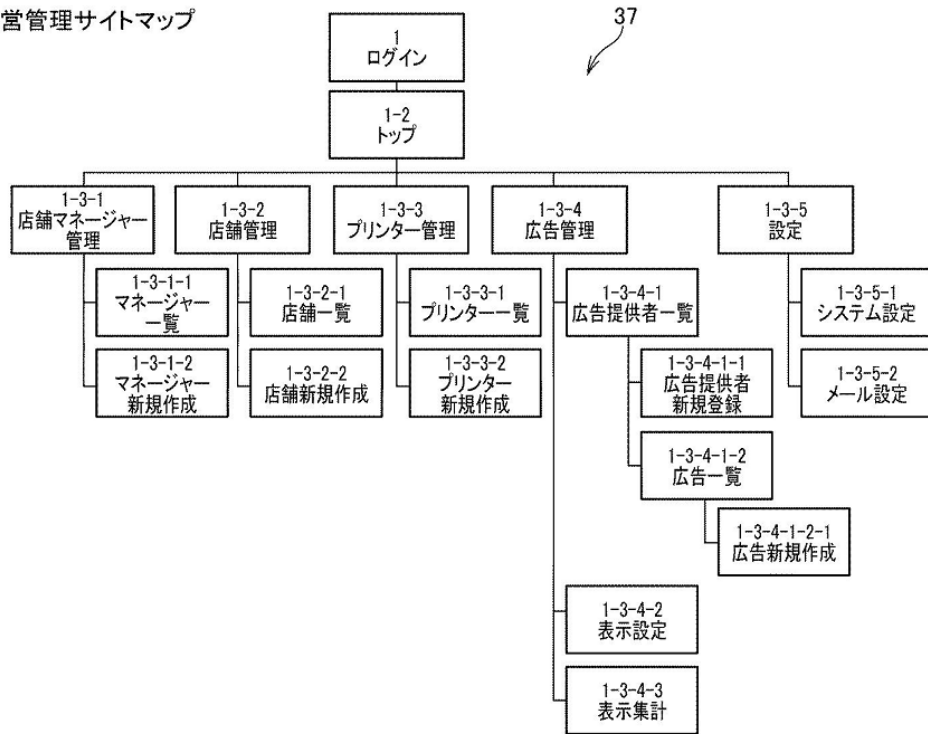 営管理サイトマップ
37
1
ログイン
1-2
トップ
1-3-1
店舗マネージャー
管理
1-3-2
店舗管理
1-3-3
プリンター管理
1-3-4
広告管理
1-3-5
設定
1-3-1-1
マネージャー
一覧
1-3-2-1
店舗一覧
1-3-3-1
プリンター一覧
1-3-4-1
広告提供者一覧
1-3-5-1
システム設定
1-3-1-2
マネージャー
新規作成
1-3-2-2
店舗新規作成
1-3-3-2
プリンター
新規作成
1-3-4-1-1
広告提供者
新規登録
1-3-5-2
メール設定
1-3-4-1-2
広告一覧
1-3-4-1-2-1
広告新規作成
1-3-4-2
表示設定
1-3-4-3
表示集計